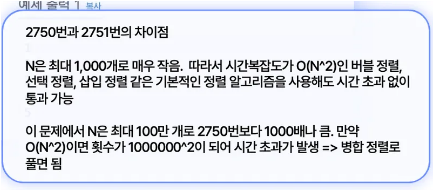 예제 출력 1 복사
2750번과 2751번의 차이점
N은 최대 1,000개로 매우 작음. 따라서 시간복잡도가 O(N^2)인 버블 정렬,
선택 정렬, 삽입 정렬 같은 기본적인 정렬 알고리즘을 사용해도 시간 초과 없이
통과 가능
이 문제에서 N은 최대 100만 개로 2750번보다 1000배나 큼. 만약
O(N^2)이면 횟수가 1000000^2이 되어 시간 초과가 발생 => 병합 정렬로
풀면 됨